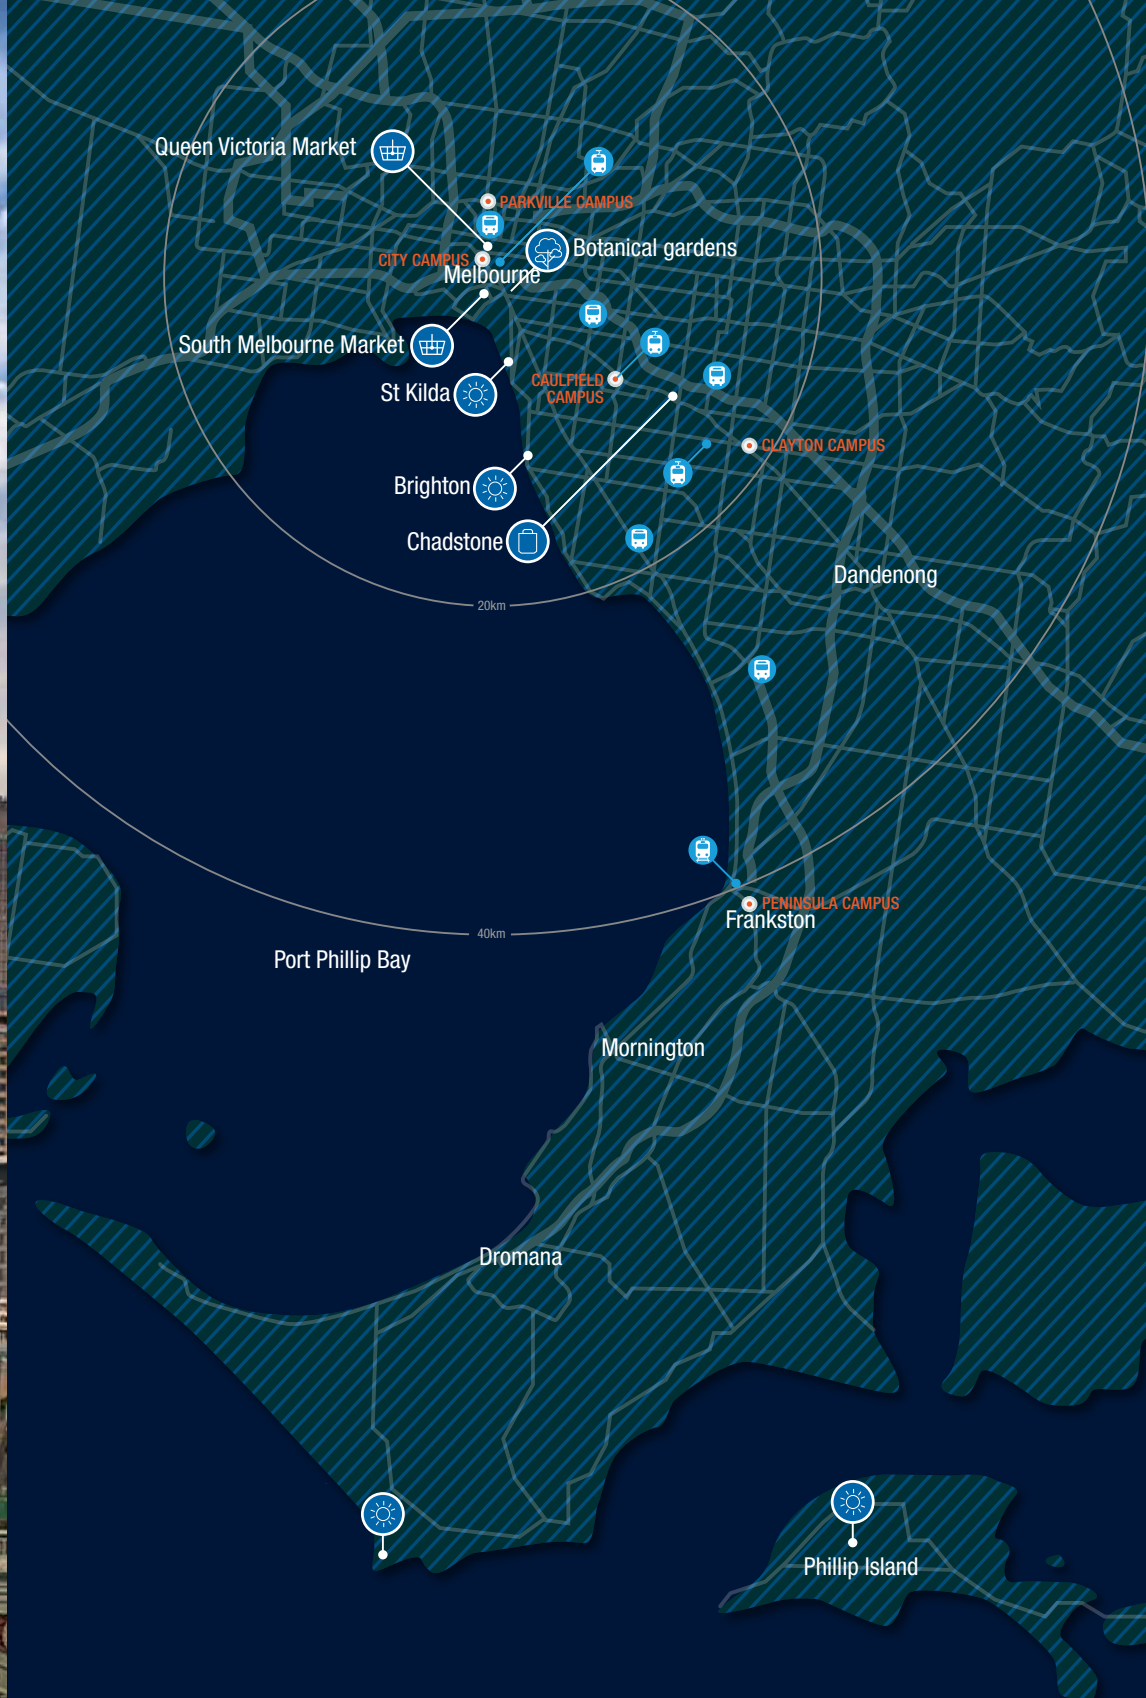 Queen Victoria Market
PARKVILLE CAMPUS
Botanical gardens
CITY CAMPUS
Melbourne
South Melbourne Market
CAULFIELD
CAMPUS
St Kilda
CLAYTON CAMPUS
Brighton
Chadstone
Dandenong
20km
PENINSULA CAMPUS
Frankston
40km
Port Phillip Bay
Mornington
Dromana
Phillip Island